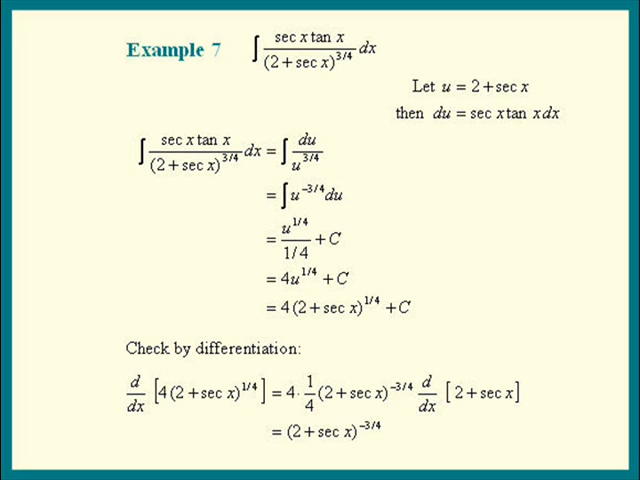 Example 7 ∫ sec x tan x / (2 + sec x)^3/4 dx
Let u = 2 + sec x
then du = sec x tan x dx
∫ sec x tan x / (2 + sec x)^3/4 dx = ∫ du / u^3/4
= ∫ u^−3/4 du
= u^1/4 / 1/4 + C
= 4u^1/4 + C
= 4(2 + sec x)^1/4 + C
Check by differentiation:
d/dx [4(2 + sec x)^1/4] = 4 · 1/4 (2 + sec x)^−3/4 d/dx [2 + sec x]
= (2 + sec x)^−3/4